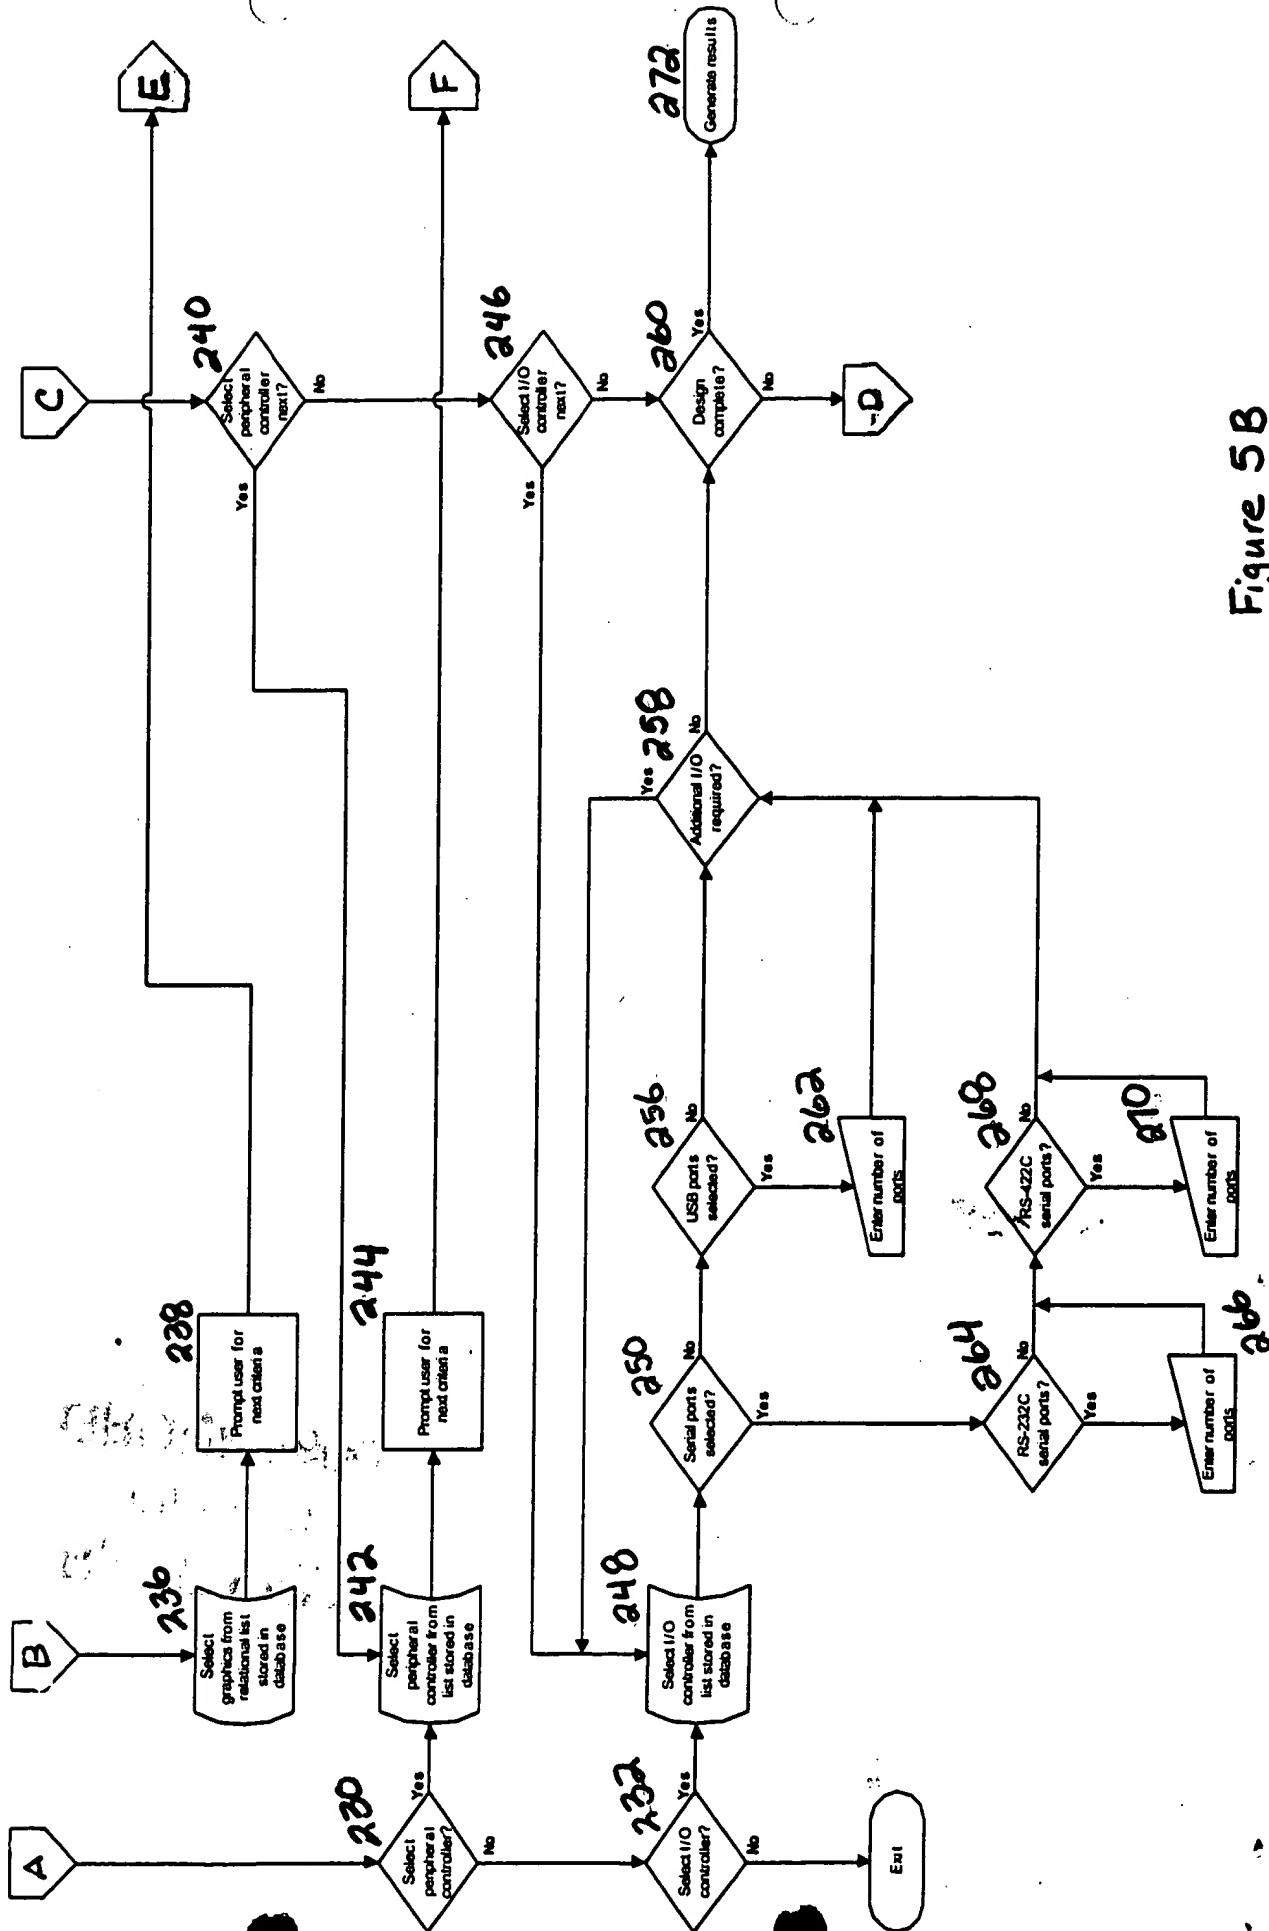 A
B
C
E
236
Select
graphics from
relational list
stored in
database
238
Prompt user for
next criteria
240
Select
peripheral
controller
next?
Yes
No
230
Select
peripheral
controller?
Yes
No
242
Select
peripheral
controller from
list stored in
database
244
Prompt user for
next criteria
F
246
Select I/O
controller
next?
Yes
No
232
Select I/O
controller?
Yes
No
248
Select I/O
controller from
list stored in
database
250
Serial ports
selected?
No
Yes
256
USB ports
selected?
No
Yes
258
Additional I/O
required?
Yes
No
260
Design
complete?
Yes
No
272
Generate results
Exit
262
Enter number of
ports
D
264
RS-232C
serial ports?
No
Yes
268
RS-422C
serial ports?
No
Yes
266
Enter number of
ports
270
Enter number of
ports
Figure 5B